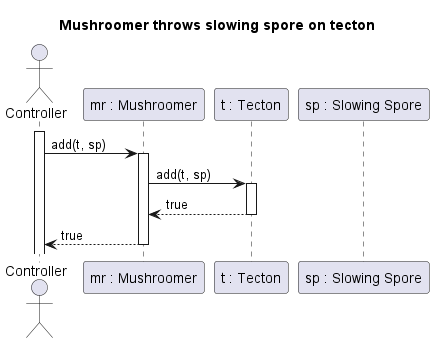 Mushroomer throws slowing spore on tecton
Controller
mr : Mushroomer
t : Tecton
sp : Slowing Spore
add(t, sp)
add(t, sp)
true
true
Controller
mr : Mushroomer
t : Tecton
sp : Slowing Spore